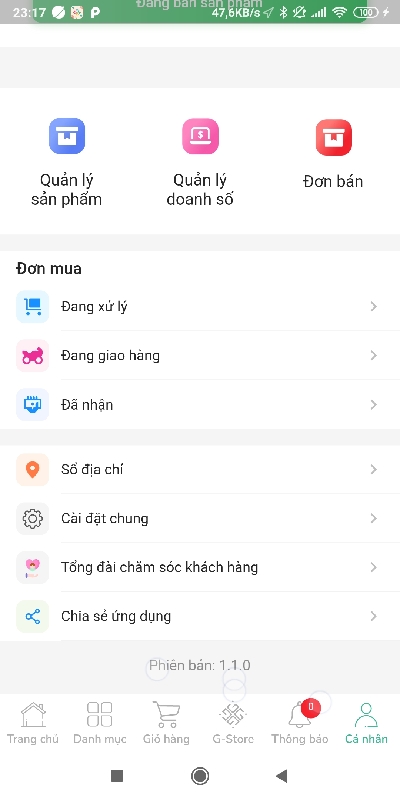 Đăng bán sản phẩm
23:17 47,6KB/s 100
Quản lý
sản phẩm
Quản lý
doanh số
Đơn bán
Đơn mua
Đang xử lý
Đang giao hàng
Đã nhận
Sổ địa chỉ
Cài đặt chung
Tổng đài chăm sóc khách hàng
Chia sẻ ứng dụng
Phiên bản: 1.1.0
0
Trang chủ Danh mục Giỏ hàng G-Store Thông báo Cá nhân